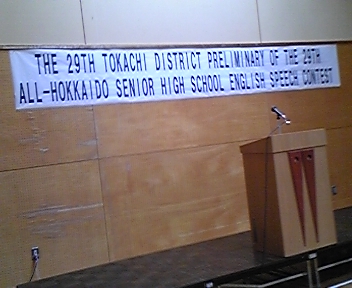 THE 29TH TOKACHI DISTRICT PRELIMINARY OF THE 29TH
ALL-HOKKAIDO SENIOR HIGH SCHOOL ENGLISH SPEECH CONTEST